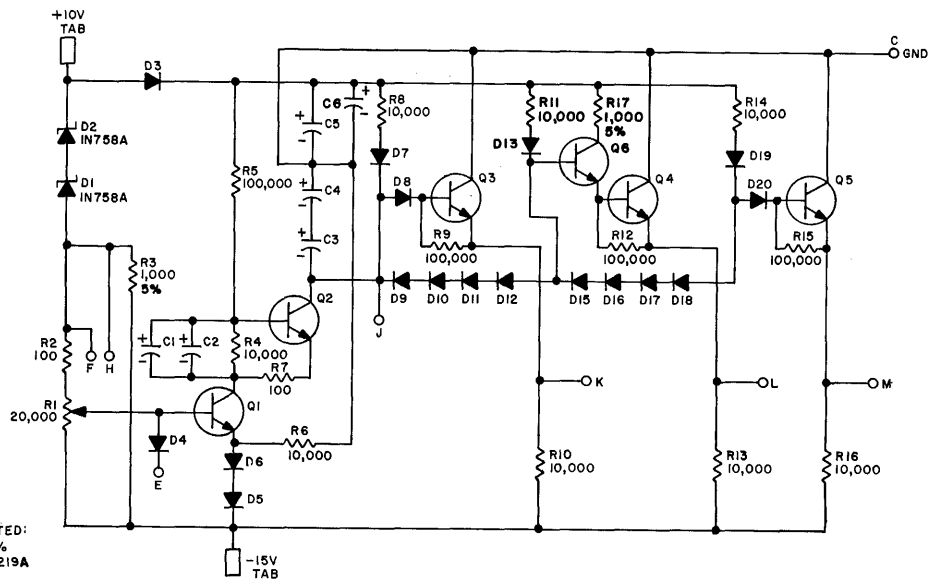 +10V
TAB
D3
C
GND
D2
1N758A
D1
1N758A
C6
C5
R8
10,000
R11
10,000
R17
1,000
5%
R14
10,000
D7
D13
Q6
D19
R5
100,000
C4
D8
Q3
Q4
D20
Q5
R3
1,000
5%
C3
R9
100,000
R12
100,000
R15
100,000
D9
D10
D11
D12
D15
D16
D17
D18
Q2
J
R2
100
F
H
C1
C2
R4
10,000
R7
100
K
L
M
R1
20,000
Q1
D4
E
R6
10,000
D6
D5
R10
10,000
R13
10,000
R16
10,000
TED:
%
219A
-15V
TAB
+
-
+
-
+
-
+
-
+
-
+
-